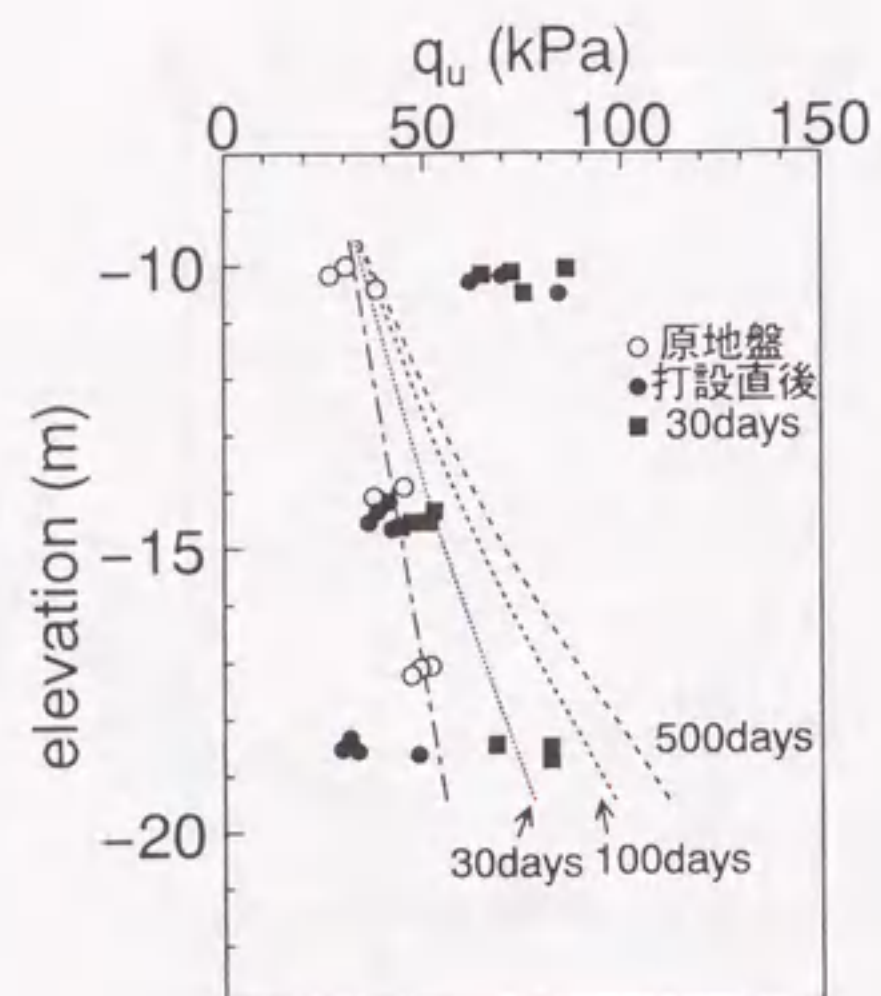 qu (kPa)
0 50 100 150
−10
○ 原地盤
● 打設直後
■ 30days
elevation (m)
−15
500days
−20
30days 100days